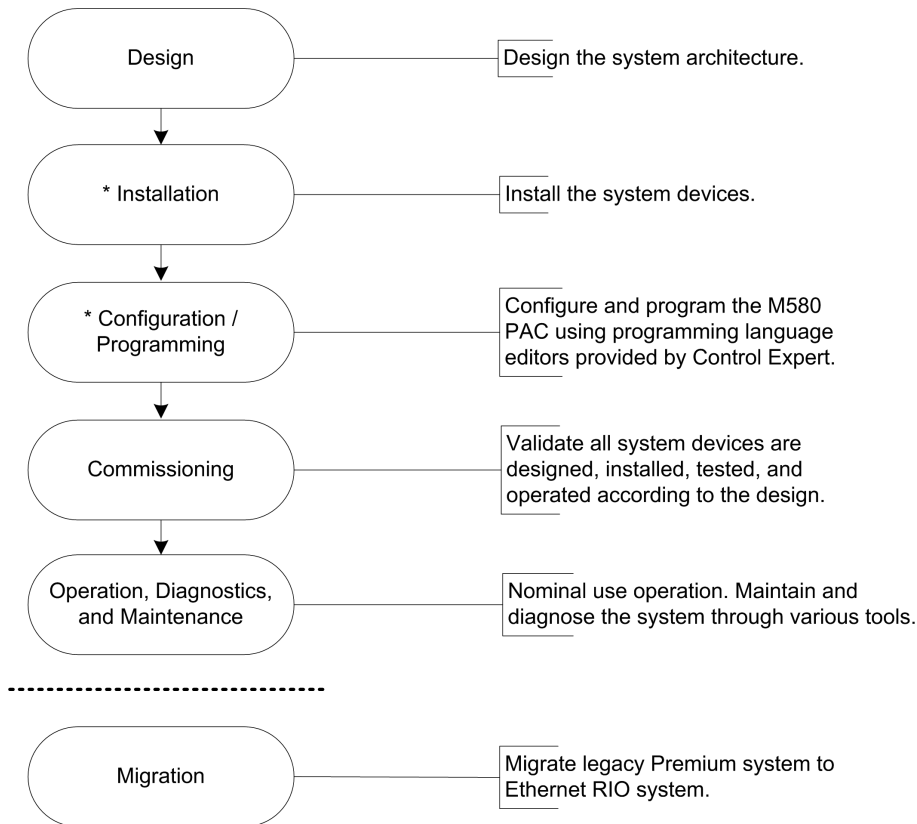 Design
Design the system architecture.
* Installation
Install the system devices.
* Configuration /
Programming
Configure and program the M580
PAC using programming language
editors provided by Control Expert.
Commissioning
Validate all system devices are
designed, installed, tested, and
operated according to the design.
Operation, Diagnostics,
and Maintenance
Nominal use operation. Maintain and
diagnose the system through various tools.
Migration
Migrate legacy Premium system to
Ethernet RIO system.